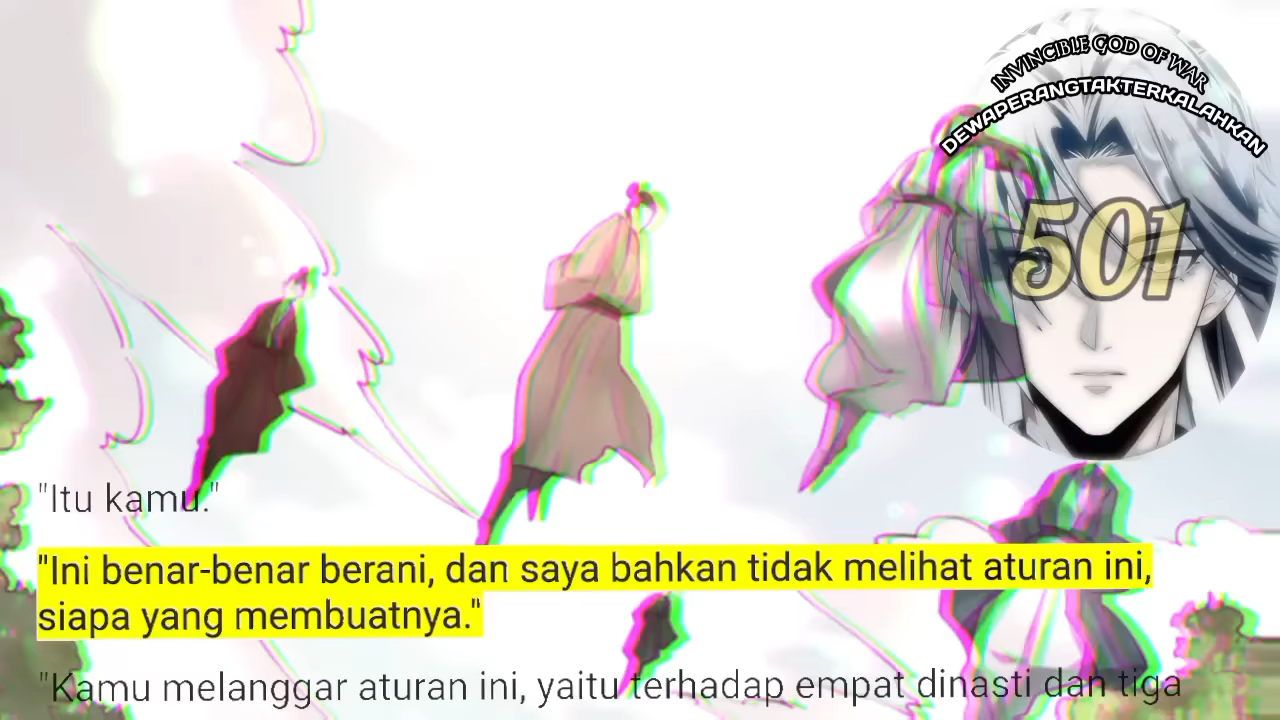 INVINCIBLE GOD OF WAR
DEWAPERANGTAKTERKALAHKAN
501
"Itu kamu."
"Ini benar-benar berani, dan saya bahkan tidak melihat aturan ini,
siapa yang membuatnya."
"Kamu melanggar aturan ini, yaitu terhadap empat dinasti dan tiga